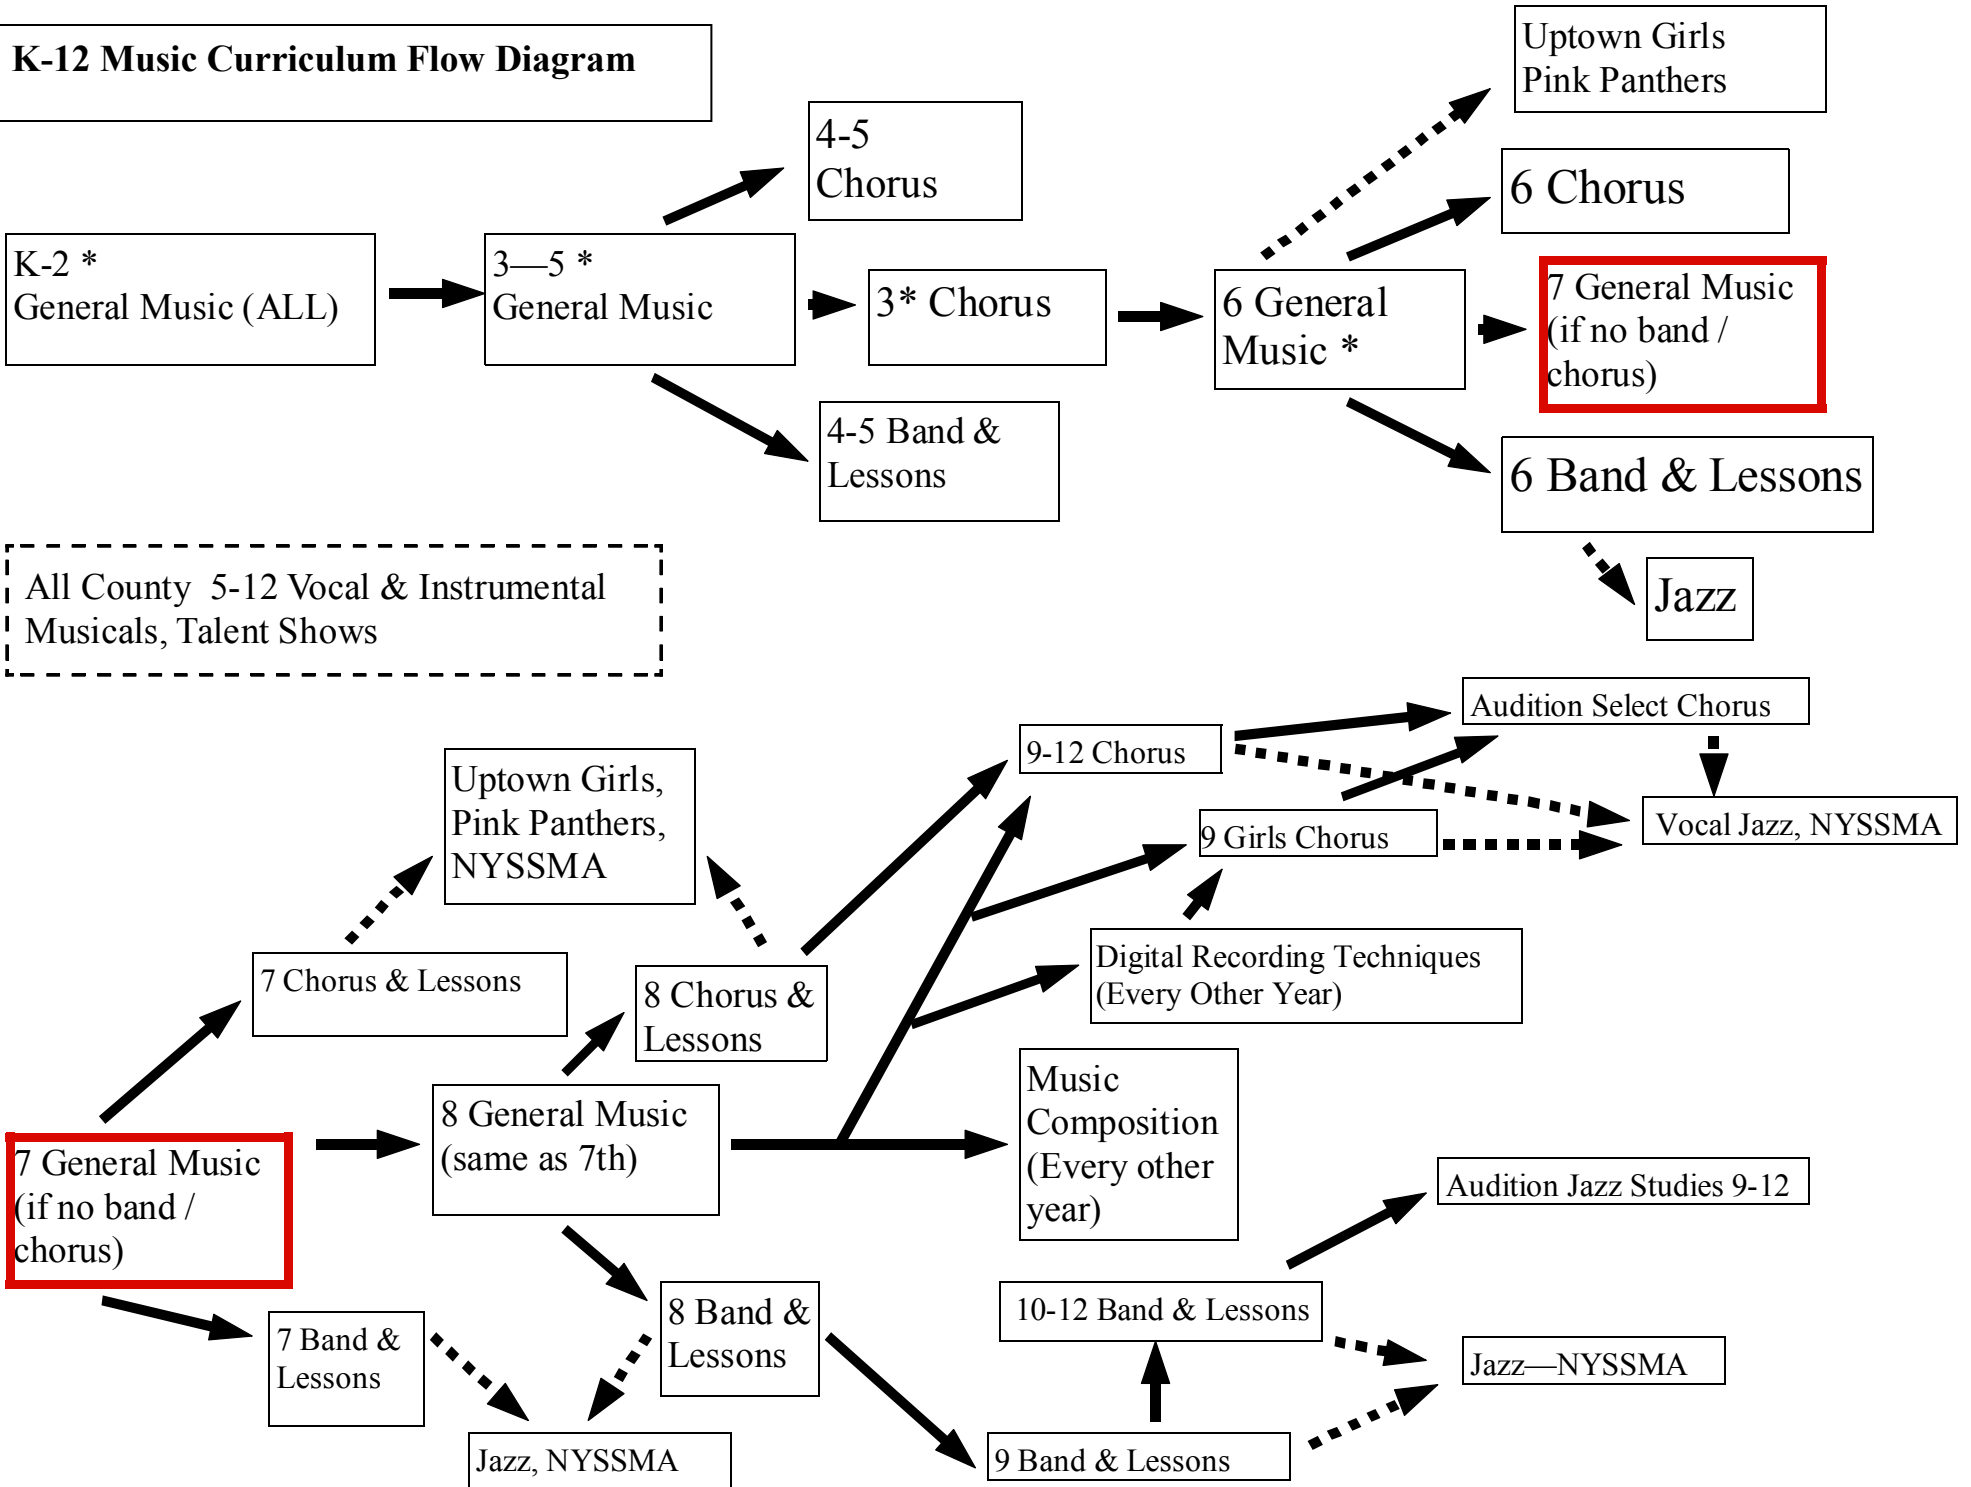 K-12 Music Curriculum Flow Diagram
Uptown Girls
Pink Panthers
4-5
Chorus
6 Chorus
K-2 *
General Music (ALL)
3—5 *
General Music
3* Chorus
6 General
Music *
7 General Music
(if no band /
chorus)
4-5 Band &
Lessons
6 Band & Lessons
Jazz
All County  5-12 Vocal & Instrumental
Musicals, Talent Shows
Audition Select Chorus
9-12 Chorus
Uptown Girls,
Pink Panthers,
NYSSMA
9 Girls Chorus
Vocal Jazz, NYSSMA
7 Chorus & Lessons
8 Chorus &
Lessons
Digital Recording Techniques
(Every Other Year)
Music
Composition
(Every other
year)
8 General Music
(same as 7th)
7 General Music
(if no band /
chorus)
Audition Jazz Studies 9-12
10-12 Band & Lessons
8 Band &
Lessons
7 Band &
Lessons
Jazz—NYSSMA
Jazz, NYSSMA
9 Band & Lessons